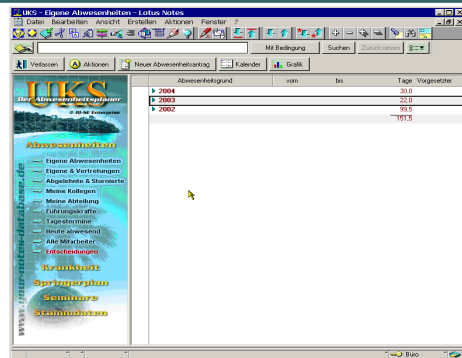 UKS - Eigene Abwesenheiten - Lotus Notes
Datei Bearbeiten Ansicht Erstellen Aktionen Fenster ?
Mit Bedingung Suchen Zurücksetzen
Verlassen Aktionen Neuer Abwesenheitsantrag Kalender Grafik
Abwesenheitsgrund vom bis Tage Vorgesetzter
2004 30,0
2003 22,0
2002 99,5
151,5
UKS
Der Abwesenheitsplaner
© IU-SE Enterprise
Abwesenheiten
Eigene Abwesenheiten
Eigene & Vertretungen
Abgelehnte & Stornierte
Meine Kollegen
Meine Abteilung
Führungskräfte
Tagestermine
Heute abwesend
Alle Mitarbeiter
Entscheidungen
Krankheit
Springerplan
Seminare
Stammdaten
www.your-notes-database.de
Büro